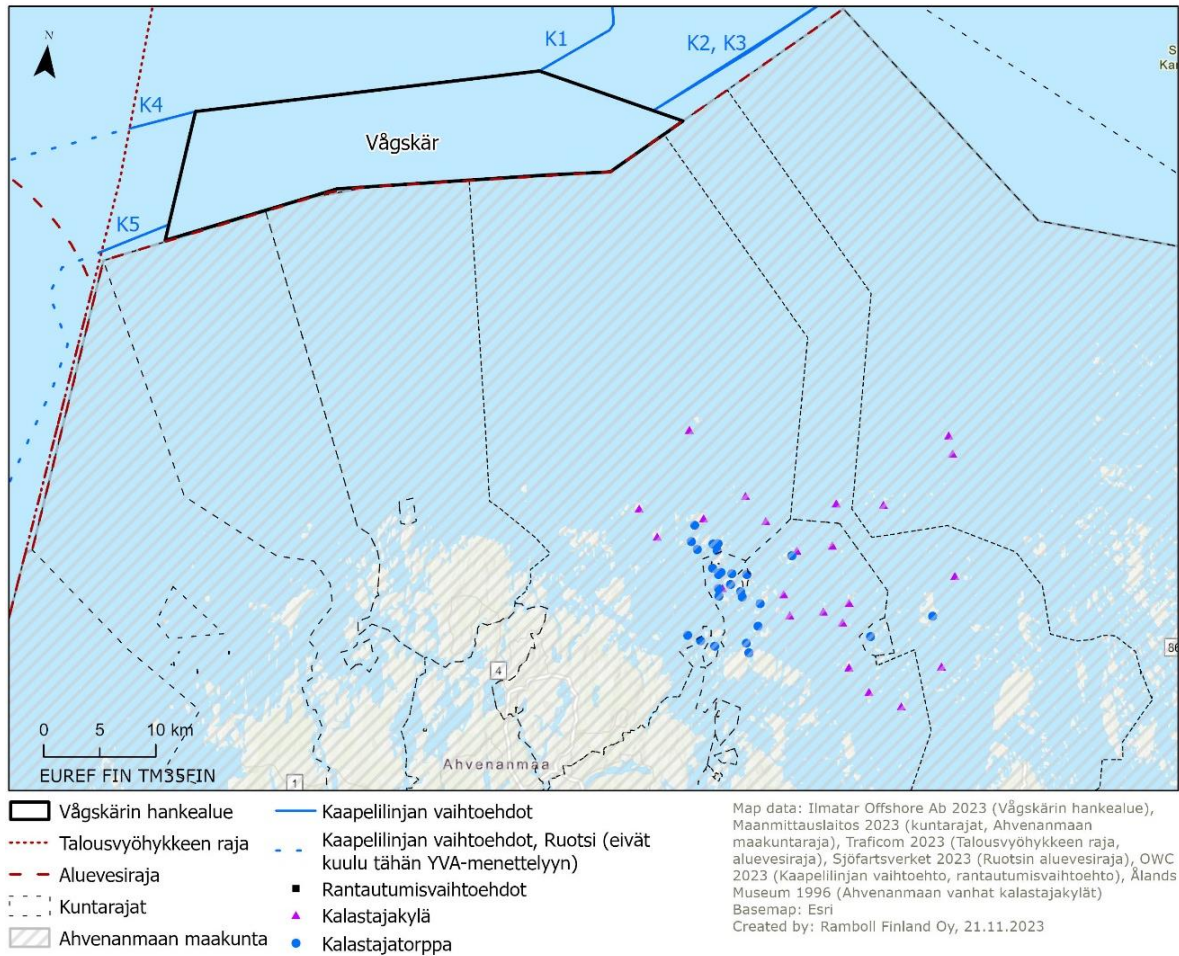 N
K1
K2, K3
S
Kar
K4
Vågskär
K5
4
86
0 5 10 km
Ahvenanmaa
EUREF FIN TM35FIN
1
Vågskärin hankealue
Talousvyöhykkeen raja
Aluevesiraja
Kuntarajat
Ahvenanmaan maakunta
Kaapelilinjan vaihtoehdot
Kaapelilinjan vaihtoehdot, Ruotsi (eivät
kuulu tähän YVA-menettelyyn)
Rantautumisvaihtoehdot
Kalastajakylä
Kalastajatorppa
Map data: Ilmatar Offshore Ab 2023 (Vågskärin hankealue),
Maanmittauslaitos 2023 (kuntarajat, Ahvenanmaan
maakuntaraja), Traficom 2023 (Talousvyöhykkeen raja,
aluevesiraja), Sjöfartsverket 2023 (Ruotsin aluevesiraja), OWC
2023 (Kaapelilinjan vaihtoehto, rantautumisvaihtoehto), Ålands
Museum 1996 (Ahvenanmaan vanhat kalastajakylät)
Basemap: Esri
Created by: Ramboll Finland Oy, 21.11.2023